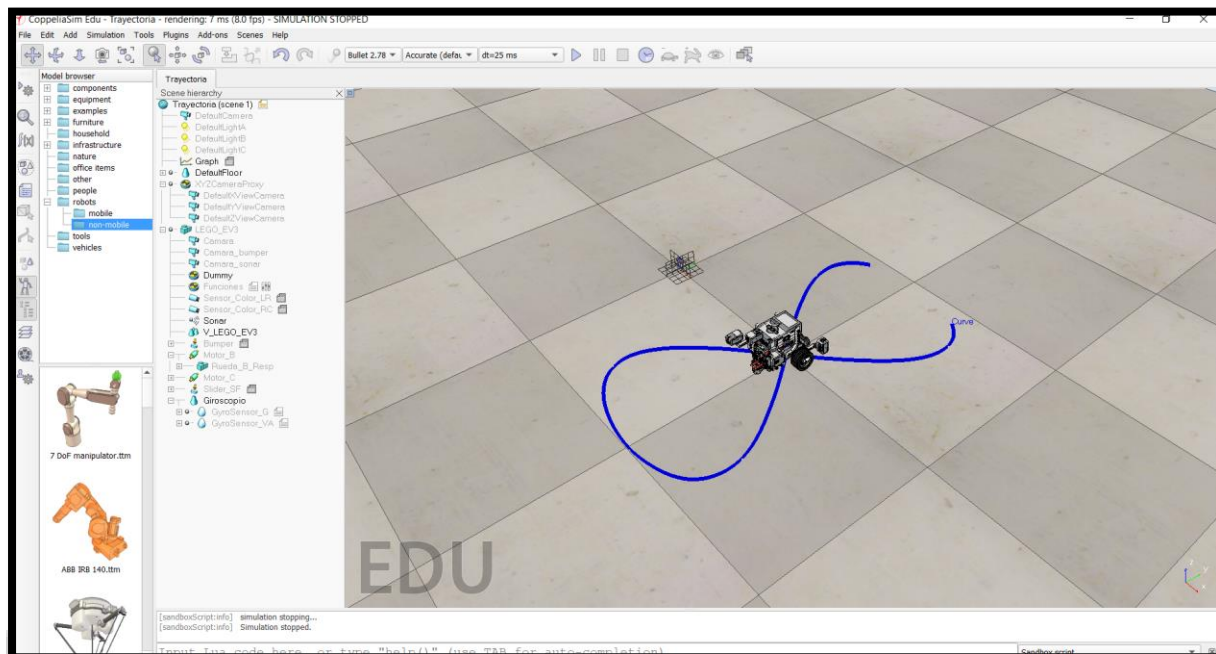 CoppeliaSim Edu - Trayectoria - rendering: 7 ms (8.0 fps) - SIMULATION STOPPED
File Edit Add Simulation Tools Plugins Add-ons Scenes Help
Bullet 2.78 Accurate (defau dt=25 ms
Model browser
components
equipment
examples
furniture
household
infrastructure
nature
office items
other
people
robots
mobile
non-mobile
tools
vehicles
7 DoF manipulator.ttm
ABB IRB 140.ttm
Trayectoria
Scene hierarchy
Trayectoria (scene 1)
DefaultCamera
DefaultLightA
DefaultLightB
DefaultLightC
Graph
DefaultFloor
XYZCameraProxy
DefaultXViewCamera
DefaultYViewCamera
DefaultZViewCamera
LEGO_EV3
Camara
Camara_bumper
Camara_sonar
Dummy
Funciones
Sensor_Color_LR
Sensor_Color_RC
Sonar
V_LEGO_EV3
Bumper
Motor_B
Rueda_B_Resp
Motor_C
Slider_SF
Giroscopio
GyroSensor_G
GyroSensor_VA
Curve
EDU
[sandboxScript:info] simulation stopping...
[sandboxScript:info] Simulation stopped.
Input Lua code here, or type "help()" (use TAB for auto-completion)
Sandbox script